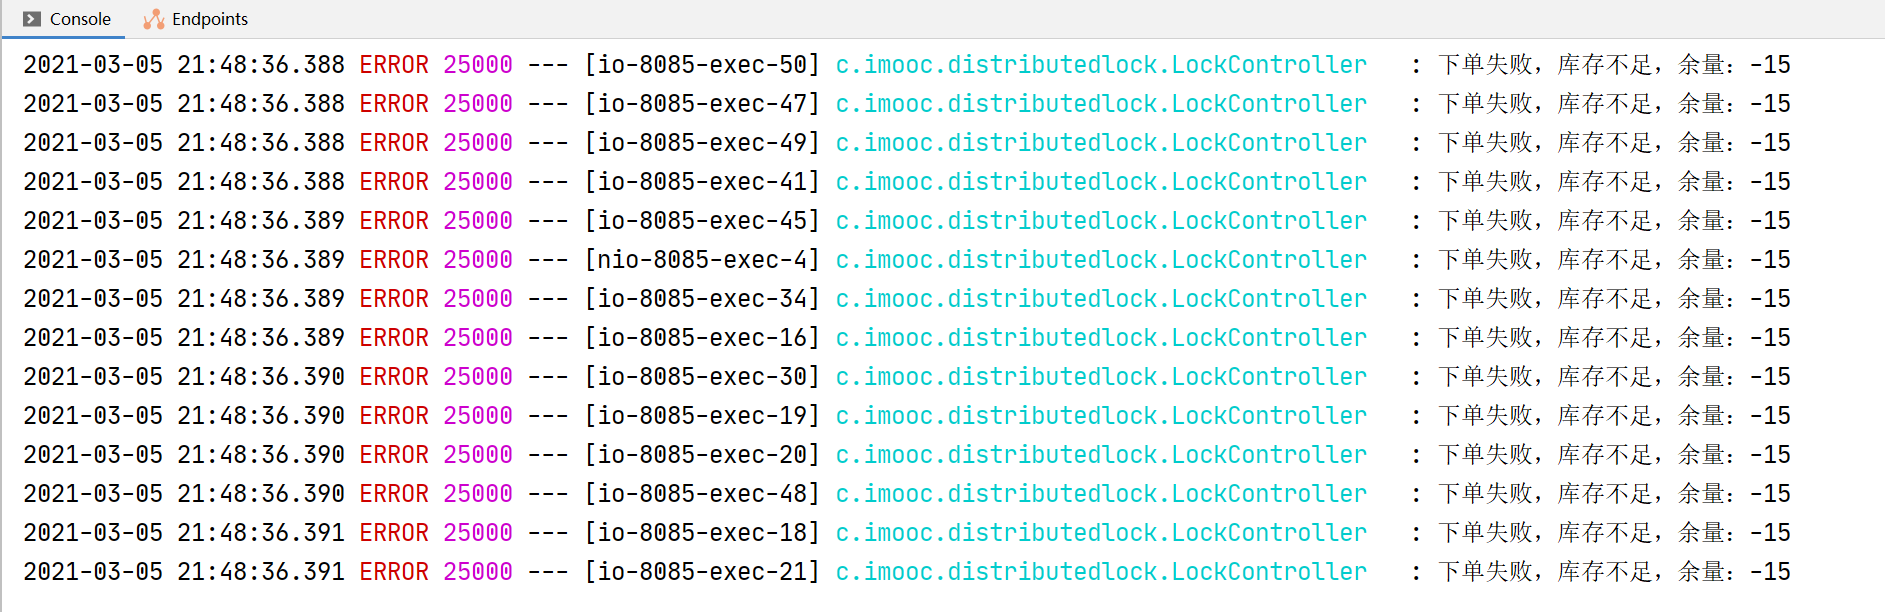 Console Endpoints
2021-03-05 21:48:36.388 ERROR 25000 --- [io-8085-exec-50] c.imooc.distributedlock.LockController : 下单失败，库存不足，余量：-15
2021-03-05 21:48:36.388 ERROR 25000 --- [io-8085-exec-47] c.imooc.distributedlock.LockController : 下单失败，库存不足，余量：-15
2021-03-05 21:48:36.388 ERROR 25000 --- [io-8085-exec-49] c.imooc.distributedlock.LockController : 下单失败，库存不足，余量：-15
2021-03-05 21:48:36.388 ERROR 25000 --- [io-8085-exec-41] c.imooc.distributedlock.LockController : 下单失败，库存不足，余量：-15
2021-03-05 21:48:36.389 ERROR 25000 --- [io-8085-exec-45] c.imooc.distributedlock.LockController : 下单失败，库存不足，余量：-15
2021-03-05 21:48:36.389 ERROR 25000 --- [nio-8085-exec-4] c.imooc.distributedlock.LockController : 下单失败，库存不足，余量：-15
2021-03-05 21:48:36.389 ERROR 25000 --- [io-8085-exec-34] c.imooc.distributedlock.LockController : 下单失败，库存不足，余量：-15
2021-03-05 21:48:36.389 ERROR 25000 --- [io-8085-exec-16] c.imooc.distributedlock.LockController : 下单失败，库存不足，余量：-15
2021-03-05 21:48:36.390 ERROR 25000 --- [io-8085-exec-30] c.imooc.distributedlock.LockController : 下单失败，库存不足，余量：-15
2021-03-05 21:48:36.390 ERROR 25000 --- [io-8085-exec-19] c.imooc.distributedlock.LockController : 下单失败，库存不足，余量：-15
2021-03-05 21:48:36.390 ERROR 25000 --- [io-8085-exec-20] c.imooc.distributedlock.LockController : 下单失败，库存不足，余量：-15
2021-03-05 21:48:36.390 ERROR 25000 --- [io-8085-exec-48] c.imooc.distributedlock.LockController : 下单失败，库存不足，余量：-15
2021-03-05 21:48:36.391 ERROR 25000 --- [io-8085-exec-18] c.imooc.distributedlock.LockController : 下单失败，库存不足，余量：-15
2021-03-05 21:48:36.391 ERROR 25000 --- [io-8085-exec-21] c.imooc.distributedlock.LockController : 下单失败，库存不足，余量：-15